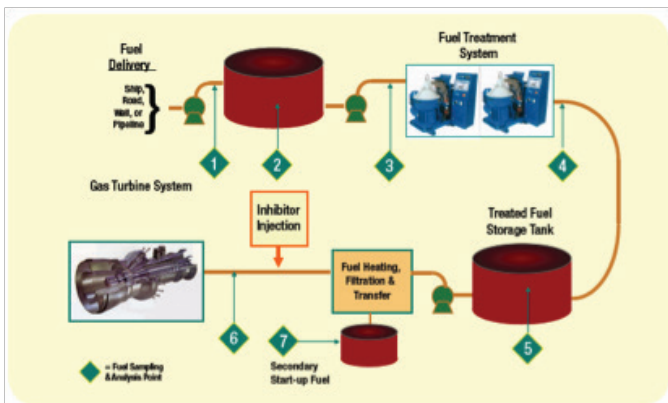 Fuel
Delivery
Ship,
Road,
Wall, or
Pipeline
Fuel Treatment
System
1
2
3
4
Gas Turbine System
Inhibitor
Injection
Treated Fuel
Storage Tank
Fuel Heating,
Filtration &
Transfer
6
7
5
Secondary
Start-up Fuel
= Fuel Sampling
& Analysis Point